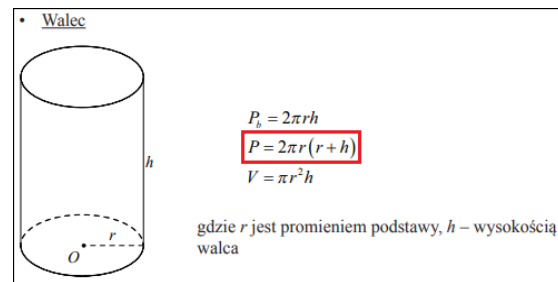 • Walec
P_b = 2πrh
P = 2πr(r + h)
V = πr²h
h
r
O
gdzie r jest promieniem podstawy, h – wysokością
walca